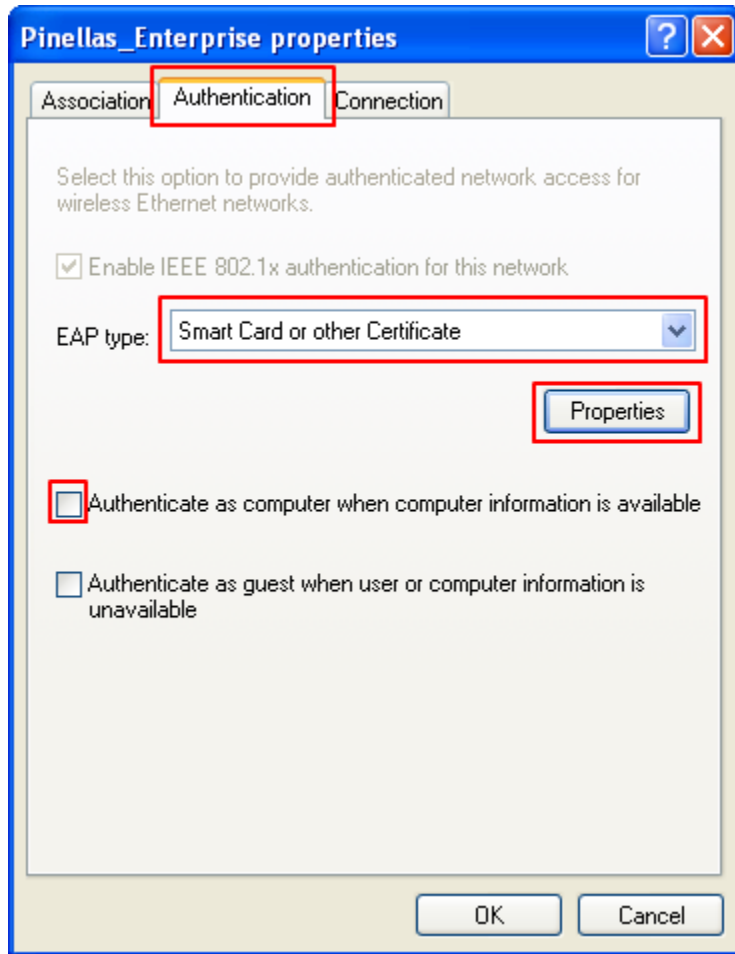 Pinellas_Enterprise properties
Association Authentication Connection
Select this option to provide authenticated network access for
wireless Ethernet networks.
Enable IEEE 802.1x authentication for this network
EAP type: Smart Card or other Certificate
Properties
Authenticate as computer when computer information is available
Authenticate as guest when user or computer information is
unavailable
OK Cancel